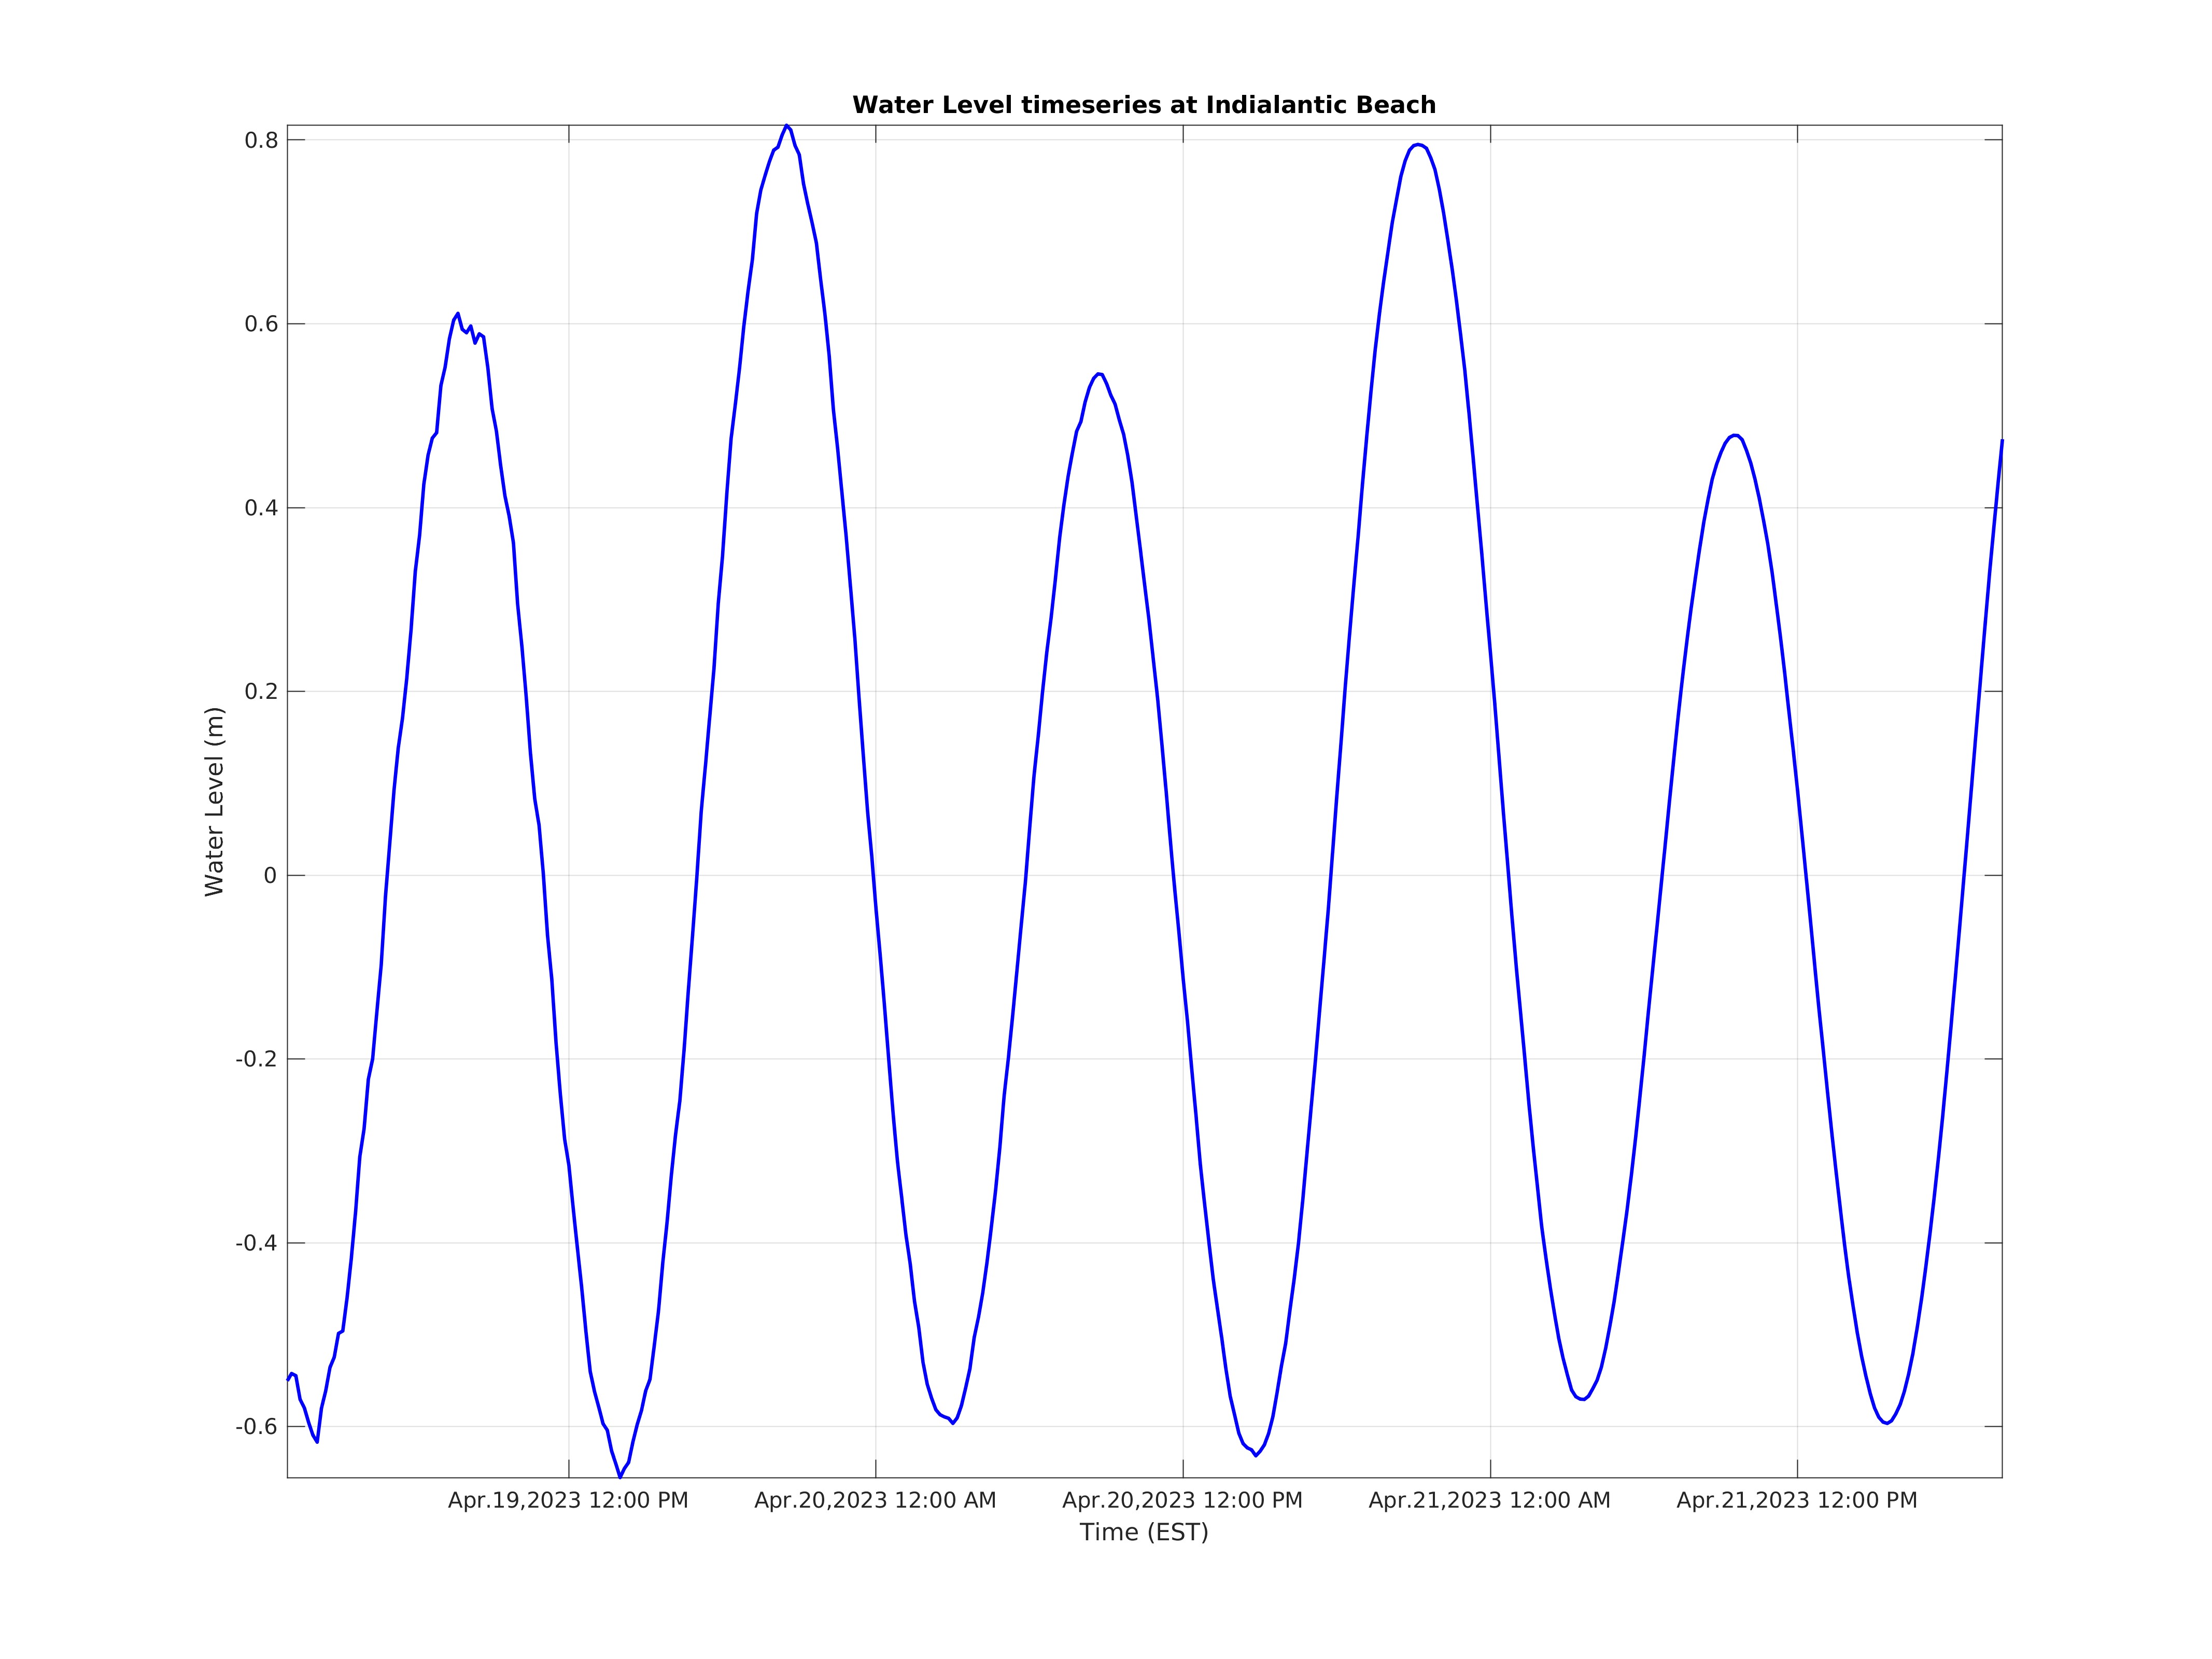 Water Level timeseries at Indialantic Beach
0.8
0.6
0.4
0.2
0
-0.2
-0.4
-0.6
Water Level (m)
Apr.19,2023 12:00 PM Apr.20,2023 12:00 AM Apr.20,2023 12:00 PM Apr.21,2023 12:00 AM Apr.21,2023 12:00 PM
Time (EST)